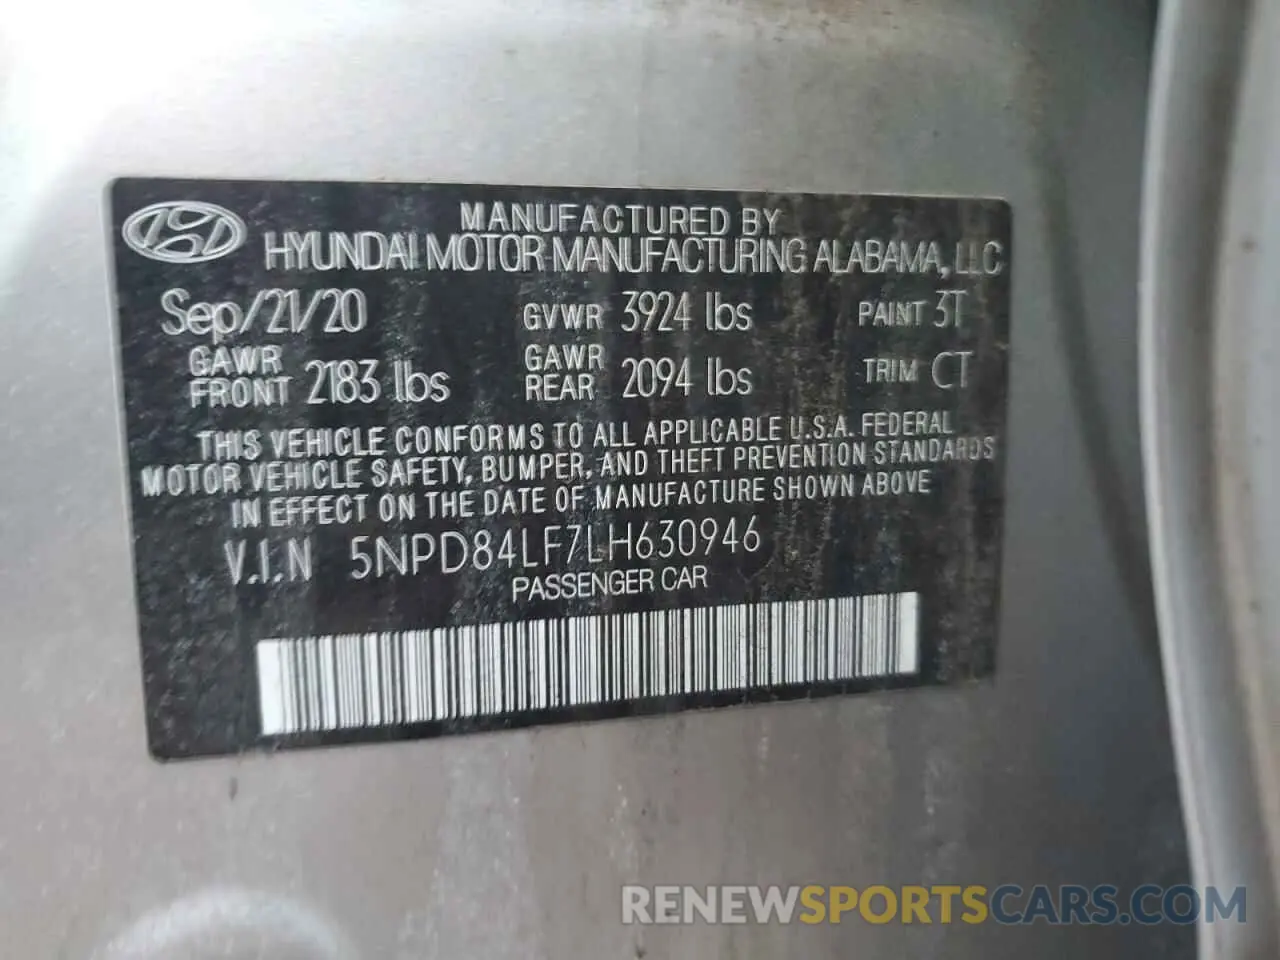 MANUFACTURED BY
HYUNDAI MOTOR MANUFACTURING ALABAMA, LLC
Sep/21/20 GVWR 3924 lbs PAINT 3T
GAWR FRONT 2183 lbs GAWR REAR 2094 lbs TRIM CT
THIS VEHICLE CONFORMS TO ALL APPLICABLE U.S.A. FEDERAL
MOTOR VEHICLE SAFETY, BUMPER, AND THEFT PREVENTION STANDARDS
IN EFFECT ON THE DATE OF MANUFACTURE SHOWN ABOVE
V.I.N 5NPD84LF7LH630946
PASSENGER CAR
RENEWSPORTSCARS.COM